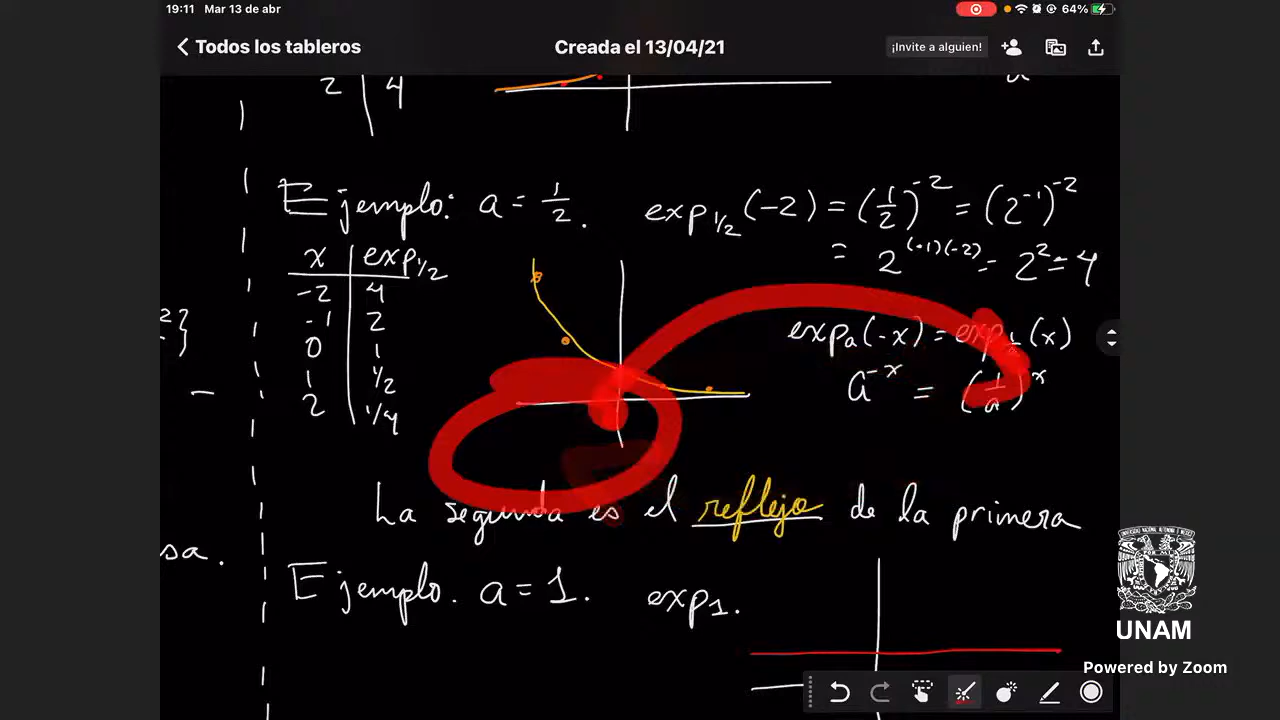 19:11 Mar 13 de abr 64%
Todos los tableros Creada el 13/04/21 ¡Invite a alguien!
2 | 4 a
Ejemplo: a = 1/2. exp1/2 (-2) = (1/2)^-2 = (2^-1)^-2
= 2^(-1)(-2) = 2^2 = 4
x | exp1/2
-2 | 4
-1 | 2
0 | 1
1 | 1/2
2 | 1/4
expa(-x) = exp1/a(x)
a^-x = (1/a)^x
2}
La segunda es el reflejo de la primera
sa.
Ejemplo. a = 1. exp1.
UNAM
Powered by Zoom